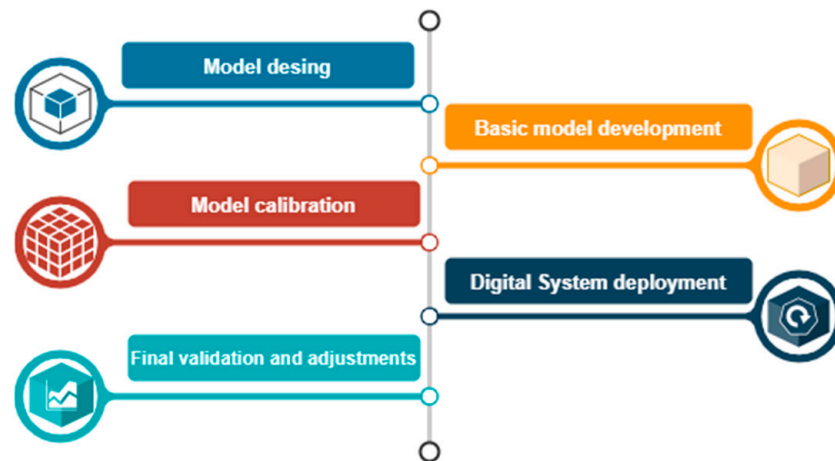 Model desing
Basic model development
Model calibration
Digital System deployment
Final validation and adjustments